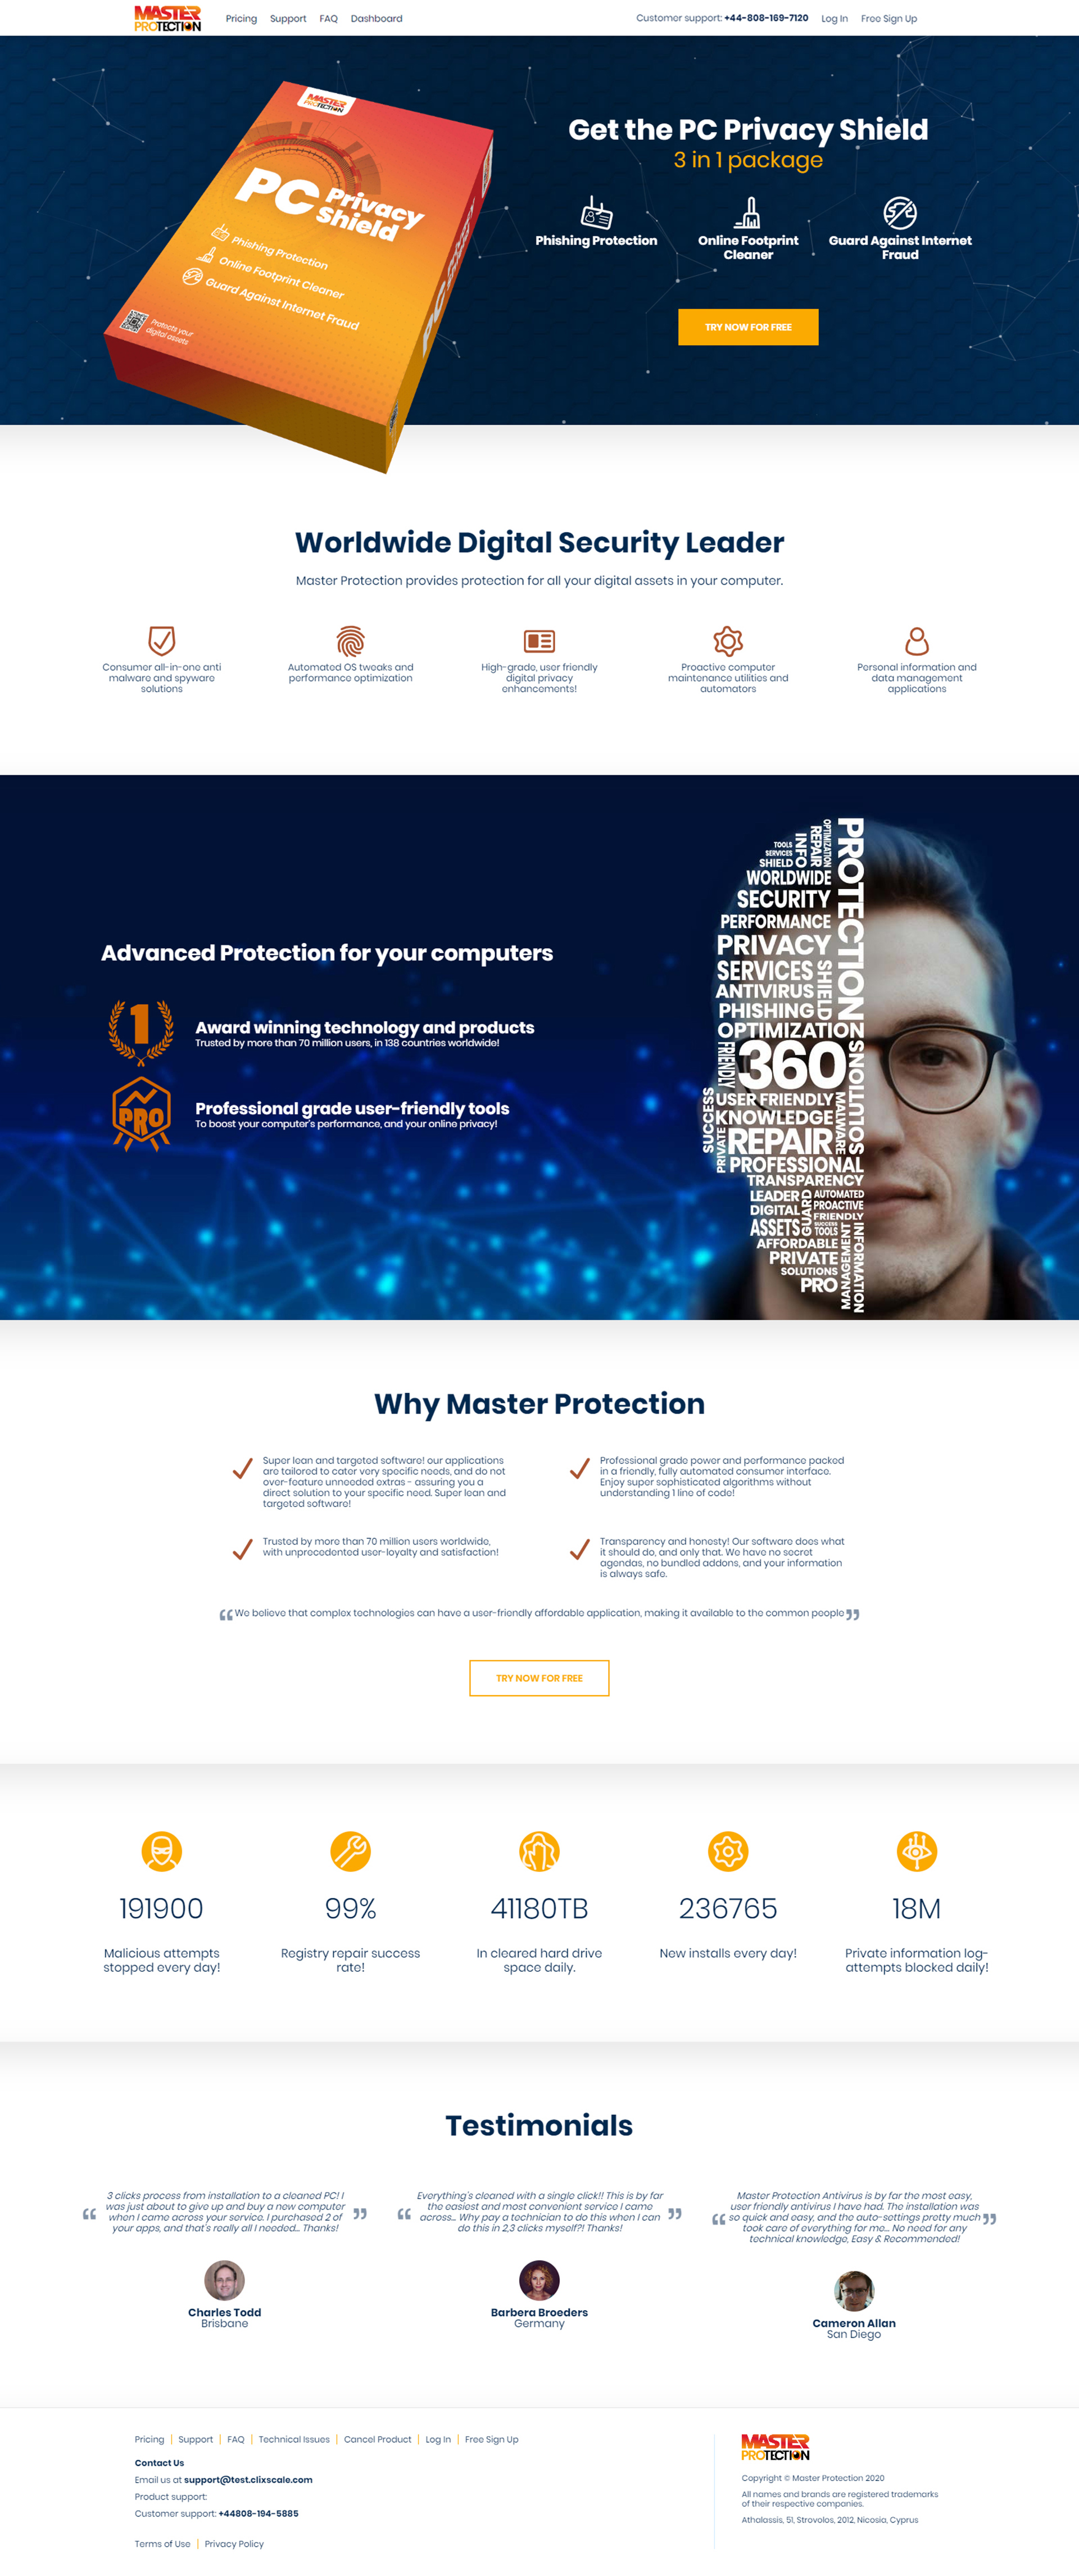 MASTER
PROTECTION
Pricing Support FAQ Dashboard
Customer support: +44-808-169-7120 Log In Free Sign Up
MASTER
PROTECTION
PC Privacy
Shield
Phishing Protection
Online Footprint Cleaner
Guard Against Internet Fraud
Protects your
digital assets
Get the PC Privacy Shield
3 in 1 package
Phishing Protection
Online Footprint
Cleaner
Guard Against Internet
Fraud
TRY NOW FOR FREE
Worldwide Digital Security Leader
Master Protection provides protection for all your digital assets in your computer.
Consumer all-in-one anti
malware and spyware
solutions
Automated OS tweaks and
performance optimization
High-grade, user friendly
digital privacy
enhancements!
Proactive computer
maintenance utilities and
automators
Personal information and
data management
applications
Advanced Protection for your computers
1
Award winning technology and products
Trusted by more than 70 million users, in 138 countries worldwide!
PRO
Professional grade user-friendly tools
To boost your computer's performance, and your online privacy!
TOOLS
SERVICES
SHIELD
INFO
REPAIR
OPTIMIZATION
PROTECTION
WORLDWIDE
SECURITY
PERFORMANCE
PRIVACY
SERVICES
ANTIVIRUS
SHIELD
PHISHING
OPTIMIZATION
FRIENDLY
360
SOLUTIONS
USER FRIENDLY
SUCCESS
KNOWLEDGE
MALWARE
PRIVATE
REPAIR
PROFESSIONAL
TRANSPARENCY
LEADER
GUARD
AUTOMATED
DIGITAL
PROACTIVE
FRIENDLY
ASSETS
SUCCESS
TOOLS
AFFORDABLE
MANAGEMENT
INFORMATION
PRIVATE
SOLUTIONS
PRO
Why Master Protection
Super lean and targeted software! our applications
are tailored to cater very specific needs, and do not
over-feature unneeded extras - assuring you a
direct solution to your specific need. Super lean and
targeted software!
Professional grade power and performance packed
in a friendly, fully automated consumer interface.
Enjoy super sophisticated algorithms without
understanding 1 line of code!
Trusted by more than 70 million users worldwide,
with unprecedented user-loyalty and satisfaction!
Transparency and honesty! Our software does what
it should do, and only that. We have no secret
agendas, no bundled addons, and your information
is always safe.
“We believe that complex technologies can have a user-friendly affordable application, making it available to the common people”
TRY NOW FOR FREE
191900
Malicious attempts
stopped every day!
99%
Registry repair success
rate!
41180TB
In cleared hard drive
space daily.
236765
New installs every day!
18M
Private information log-
attempts blocked daily!
Testimonials
“3 clicks process from installation to a cleaned PC! I
was just about to give up and buy a new computer
when I came across your service. I purchased 2 of
your apps, and that's really all I needed... Thanks!”
Charles Todd
Brisbane
“Everything's cleaned with a single click!! This is by far
the easiest and most convenient service I came
across... Why pay a technician to do this when I can
do this in 2,3 clicks myself?! Thanks!”
Barbera Broeders
Germany
“Master Protection Antivirus is by far the most easy,
user friendly antivirus I have had. The installation was
so quick and easy, and the auto-settings pretty much
took care of everything for me... No need for any
technical knowledge, Easy & Recommended!”
Cameron Allan
San Diego
Pricing | Support | FAQ | Technical Issues | Cancel Product | Log In | Free Sign Up
Contact Us
Email us at support@test.clixscale.com
Product support:
Customer support: +44808-194-5885
Terms of Use | Privacy Policy
MASTER
PROTECTION
Copyright © Master Protection 2020
All names and brands are registered trademarks
of their respective companies.
Athalassis, 51, Strovolos, 2012, Nicosia, Cyprus